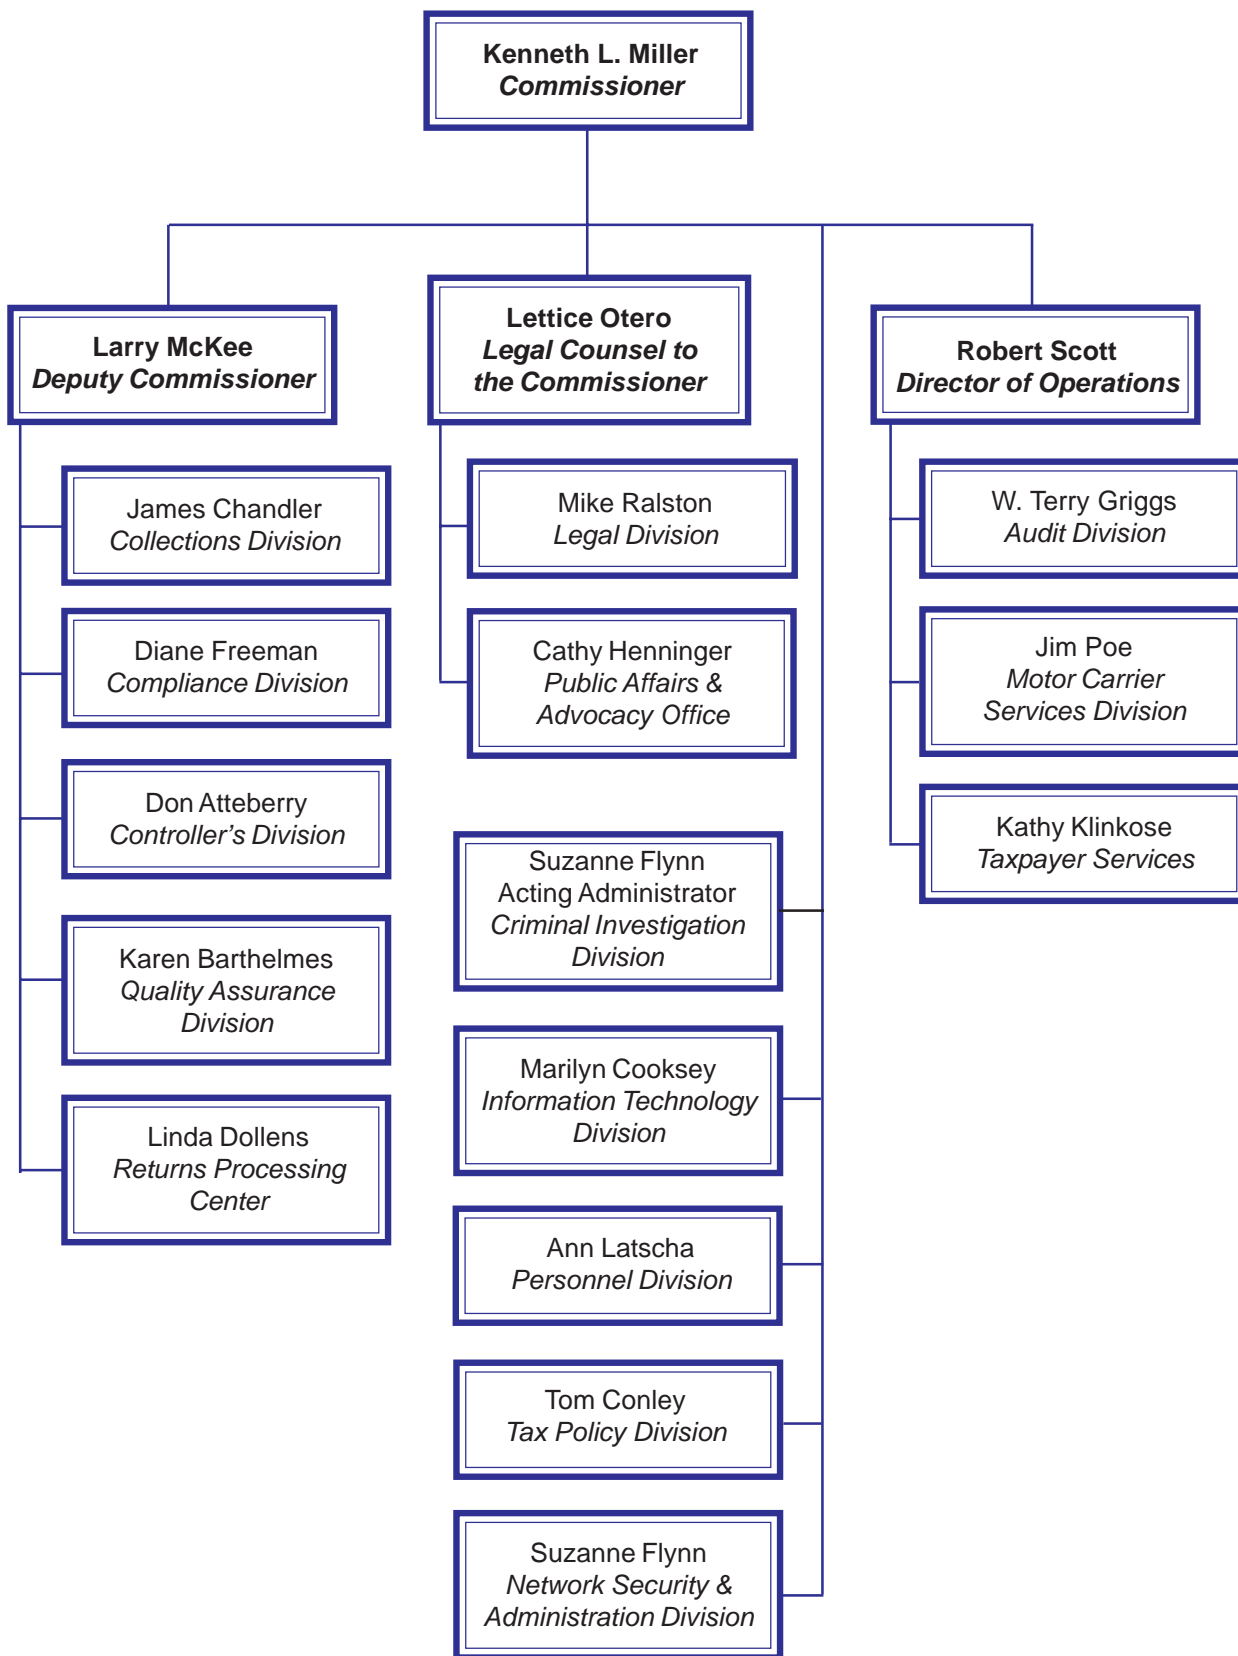 Kenneth L. Miller
Commissioner
Larry McKee
Deputy Commissioner
James Chandler
Collections Division
Diane Freeman
Compliance Division
Don Atteberry
Controller's Division
Karen Barthelmes
Quality Assurance
Division
Linda Dollens
Returns Processing
Center
Lettice Otero
Legal Counsel to
the Commissioner
Mike Ralston
Legal Division
Cathy Henninger
Public Affairs &
Advocacy Office
Suzanne Flynn
Acting Administrator
Criminal Investigation
Division
Marilyn Cooksey
Information Technology
Division
Ann Latscha
Personnel Division
Tom Conley
Tax Policy Division
Suzanne Flynn
Network Security &
Administration Division
Robert Scott
Director of Operations
W. Terry Griggs
Audit Division
Jim Poe
Motor Carrier
Services Division
Kathy Klinkose
Taxpayer Services